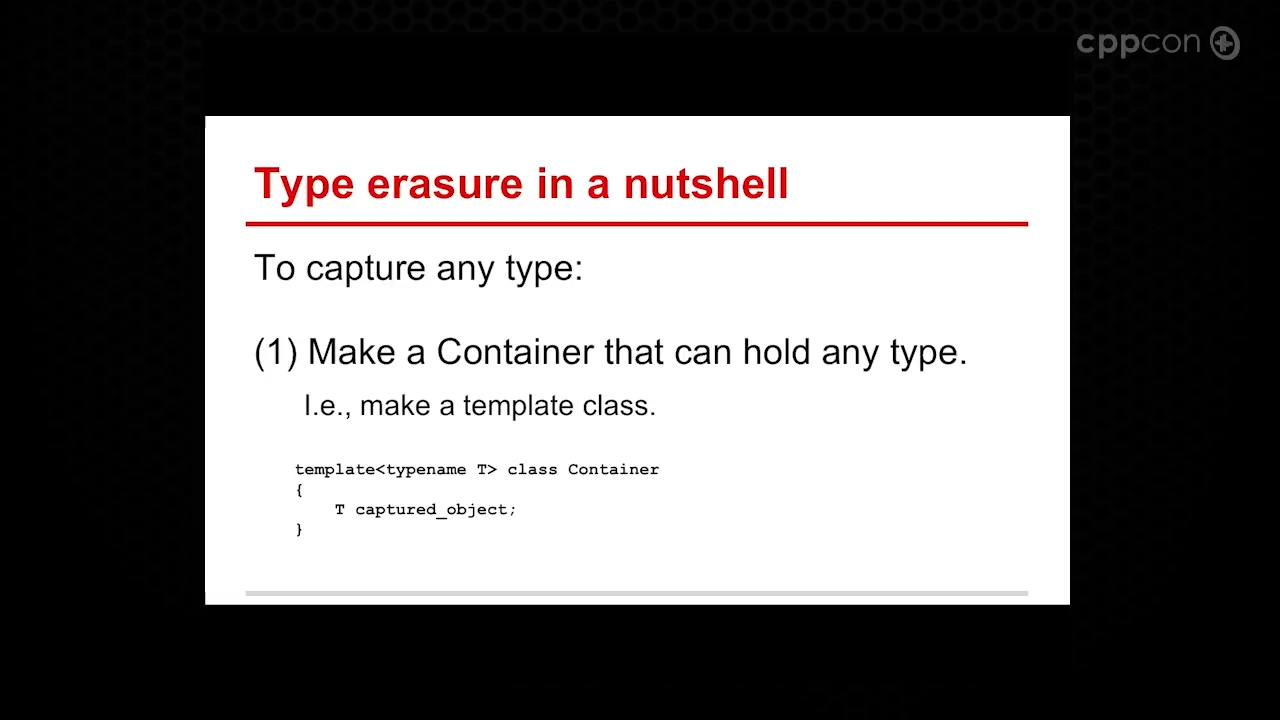 cppcon
Type erasure in a nutshell
To capture any type:
(1) Make a Container that can hold any type.
I.e., make a template class.
template<typename T> class Container
{
    T captured_object;
}